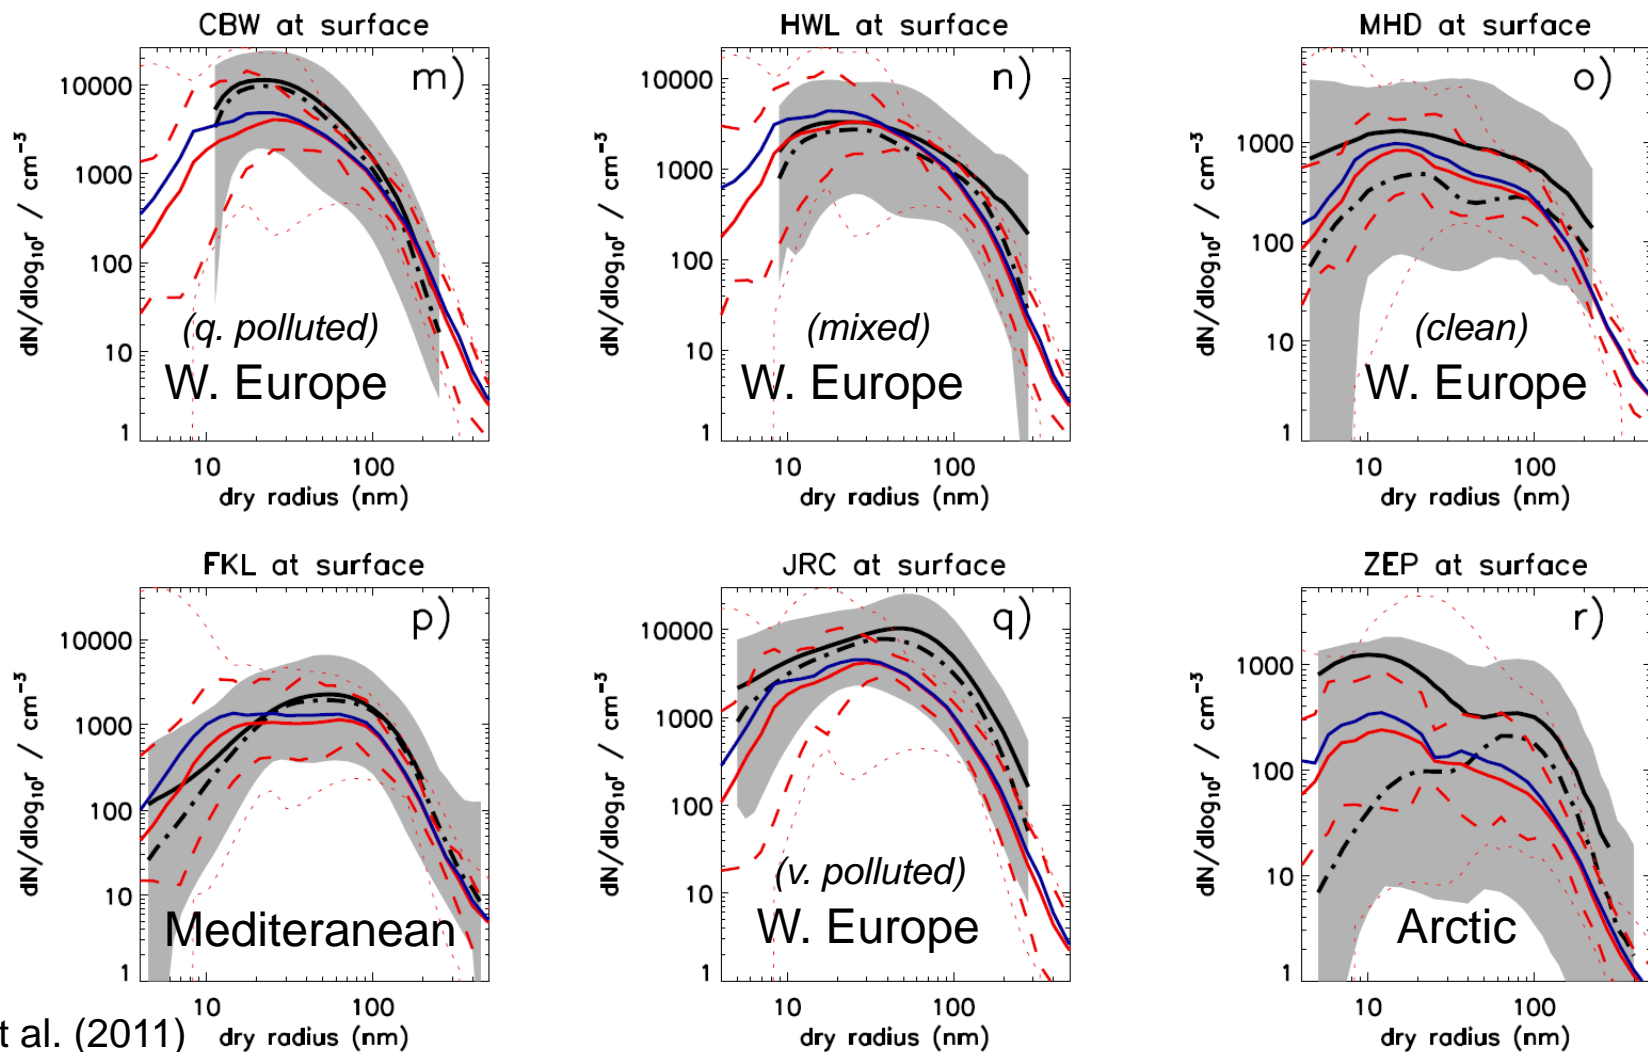 CBW at surface
m)
10000
1000
100
10
1
dN/dlog10r / cm-3
(q. polluted)
W. Europe
10 100
dry radius (nm)
HWL at surface
n)
10000
1000
100
10
1
dN/dlog10r / cm-3
(mixed)
W. Europe
10 100
dry radius (nm)
MHD at surface
o)
1000
100
10
1
dN/dlog10r / cm-3
(clean)
W. Europe
10 100
dry radius (nm)
FKL at surface
p)
10000
1000
100
10
1
dN/dlog10r / cm-3
Mediteranean
10 100
dry radius (nm)
JRC at surface
q)
10000
1000
100
10
1
dN/dlog10r / cm-3
(v. polluted)
W. Europe
10 100
dry radius (nm)
ZEP at surface
r)
1000
100
10
1
dN/dlog10r / cm-3
Arctic
10 100
dry radius (nm)
t al. (2011)